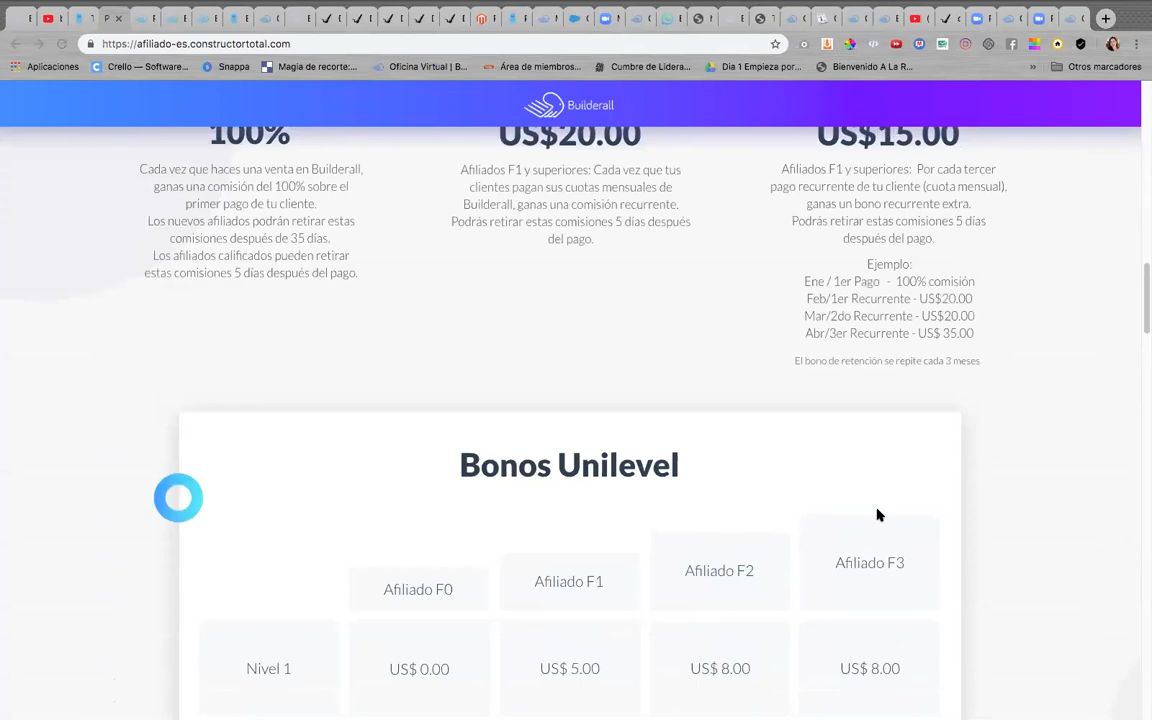 https://afiliado-es.constructortotal.com
Aplicaciones
Crello — Software...
Snappa
Magia de recorte:...
Oficina Virtual | B...
Área de miembros...
Cumbre de Lidera...
Dia 1 Empieza por...
Bienvenido A La R...
»
Otros marcadores
Builderall
100%
US$20.00
US$15.00
Cada vez que haces una venta en Builderall,
ganas una comisión del 100% sobre el
primer pago de tu cliente.
Los nuevos afiliados podrán retirar estas
comisiones después de 35 días.
Los afiliados calificados pueden retirar
estas comisiones 5 días después del pago.
Afiliados F1 y superiores: Cada vez que tus
clientes pagan sus cuotas mensuales de
Builderall, ganas una comisión recurrente.
Podrás retirar estas comisiones 5 días después
del pago.
Afiliados F1 y superiores: Por cada tercer
pago recurrente de tu cliente (cuota mensual),
ganas un bono recurrente extra.
Podrás retirar estas comisiones 5 días
después del pago.
Ejemplo:
Ene / 1er Pago - 100% comisión
Feb/1er Recurrente - US$20.00
Mar/2do Recurrente - US$20.00
Abr/3er Recurrente - US$ 35.00
El bono de retención se repite cada 3 meses
Bonos Unilevel
Afiliado F0
Afiliado F1
Afiliado F2
Afiliado F3
Nivel 1
US$ 0.00
US$ 5.00
US$ 8.00
US$ 8.00